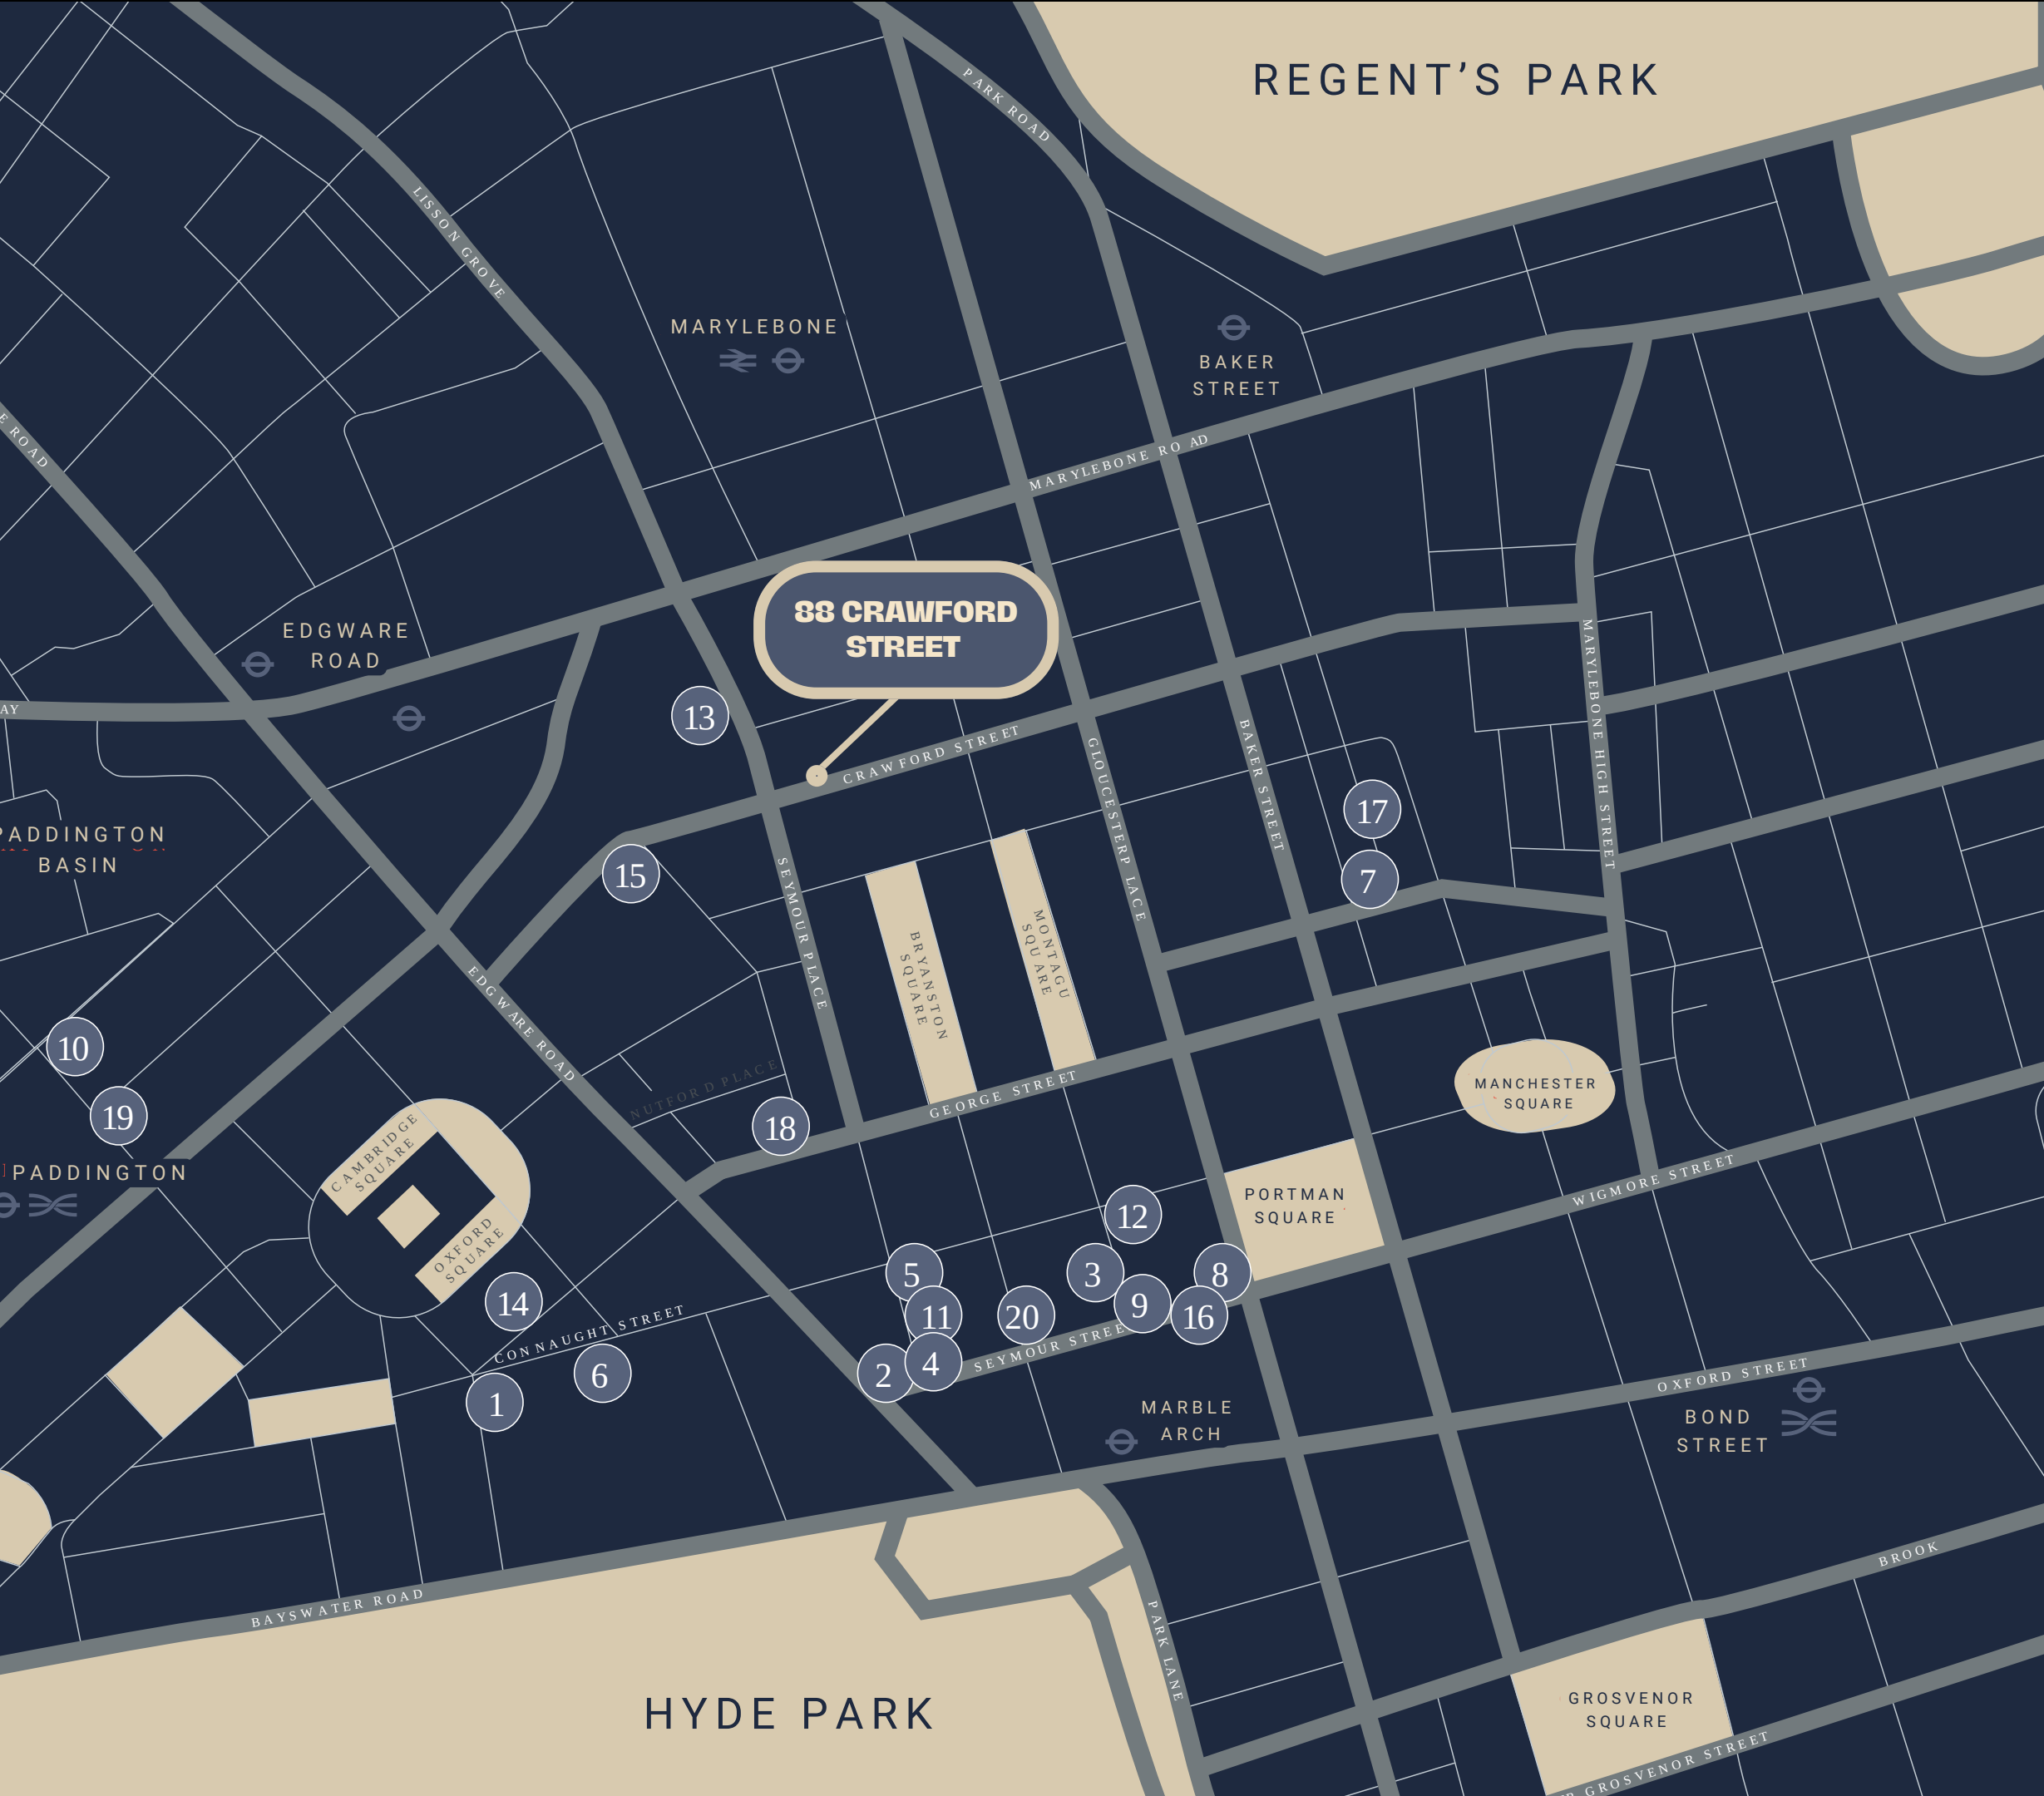 REGENT'S PARK
PARK ROAD
LISSON GROVE
MARYLEBONE
BAKER
STREET
E ROAD
MARYLEBONE RO AD
88 CRAWFORD
STREET
EDGWARE
ROAD
AY
13
CRAWFORD STREET
MARYLEBONE HIGH STREET
GLOUCESTERP LACE
BAKER STREET
17
PADDINGTON
BASIN
15
7
SEYMOUR PLACE
BRYANSTON
SQUARE
MONTAGU
SQUARE
EDGWARE ROAD
10
19
NUTFORD PLACE
18
GEORGE STREET
MANCHESTER
SQUARE
CAMBRIDGE
SQUARE
PADDINGTON
OXFORD
SQUARE
PORTMAN
SQUARE
WIGMORE STREET
12
5
3
8
14
11
20
9
16
CONNAUGHT STREET
SEYMOUR STREE
6
2
4
1
OXFORD STREET
MARBLE
ARCH
BOND
STREET
BROOK
BAYSWATER ROAD
PARK LANE
HYDE PARK
GROSVENOR
SQUARE
GROSVENOR STREET